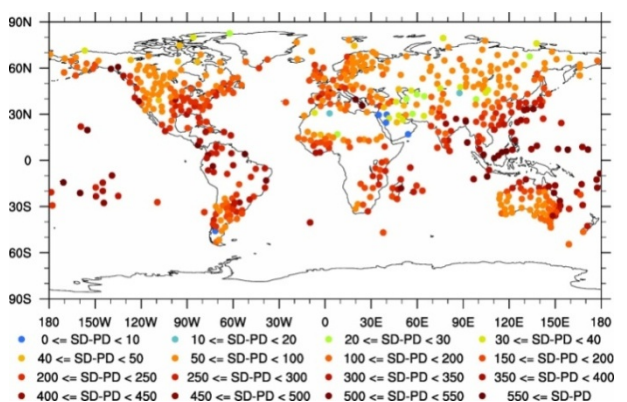 90N
60N
30N
0
30S
60S
90S
180 150W 120W 90W 60W 30W 0 30E 60E 90E 120E 150E 180
0 <= SD-PD < 10 10 <= SD-PD < 20 20 <= SD-PD < 30 30 <= SD-PD < 40
40 <= SD-PD < 50 50 <= SD-PD < 100 100 <= SD-PD < 200 150 <= SD-PD < 200
200 <= SD-PD < 250 250 <= SD-PD < 300 300 <= SD-PD < 350 350 <= SD-PD < 400
400 <= SD-PD < 450 450 <= SD-PD < 500 500 <= SD-PD < 550 550 <= SD-PD